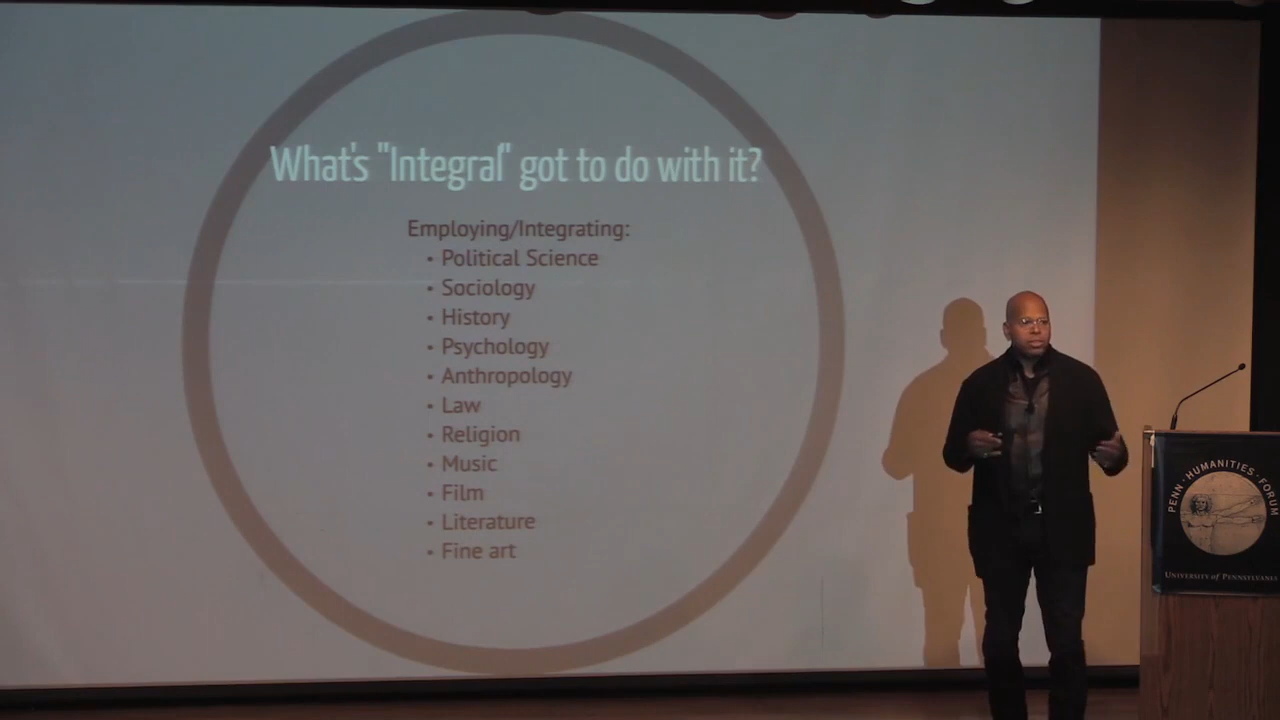 What's "Integral" got to do with it?
Employing/Integrating:
• Political Science
• Sociology
• History
• Psychology
• Anthropology
• Law
• Religion
• Music
• Film
• Literature
• Fine art
PENN · HUMANITIES · FORUM
UNIVERSITY of PENNSYLVANIA